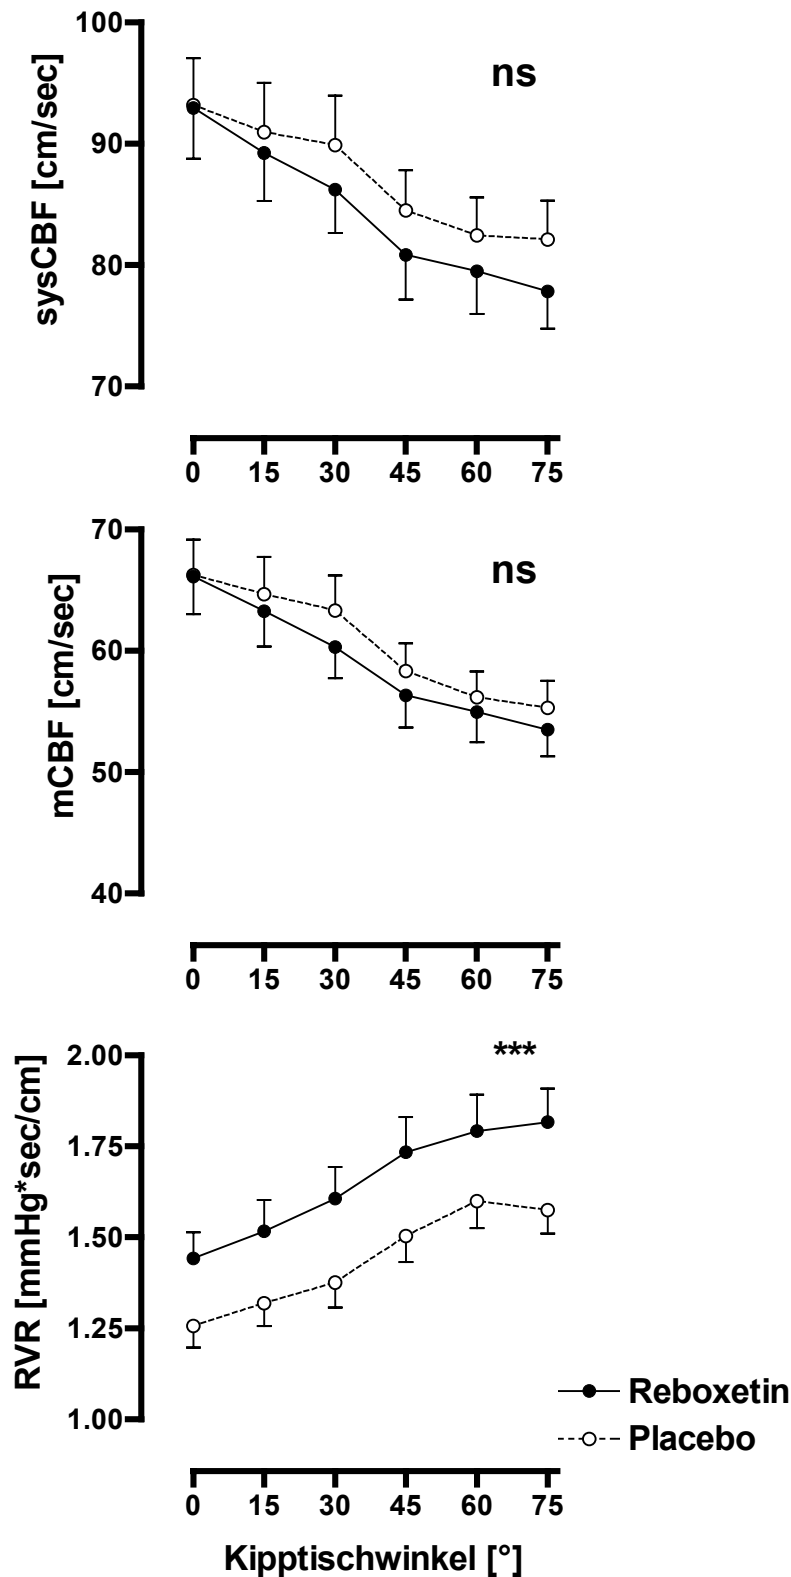 100
90
80
70
sysCBF [cm/sec]
ns
0 15 30 45 60 75
70
60
50
40
mCBF [cm/sec]
ns
0 15 30 45 60 75
2.00
1.75
1.50
1.25
1.00
RVR [mmHg*sec/cm]
***
Reboxetin
Placebo
0 15 30 45 60 75
Kipptischwinkel [°]